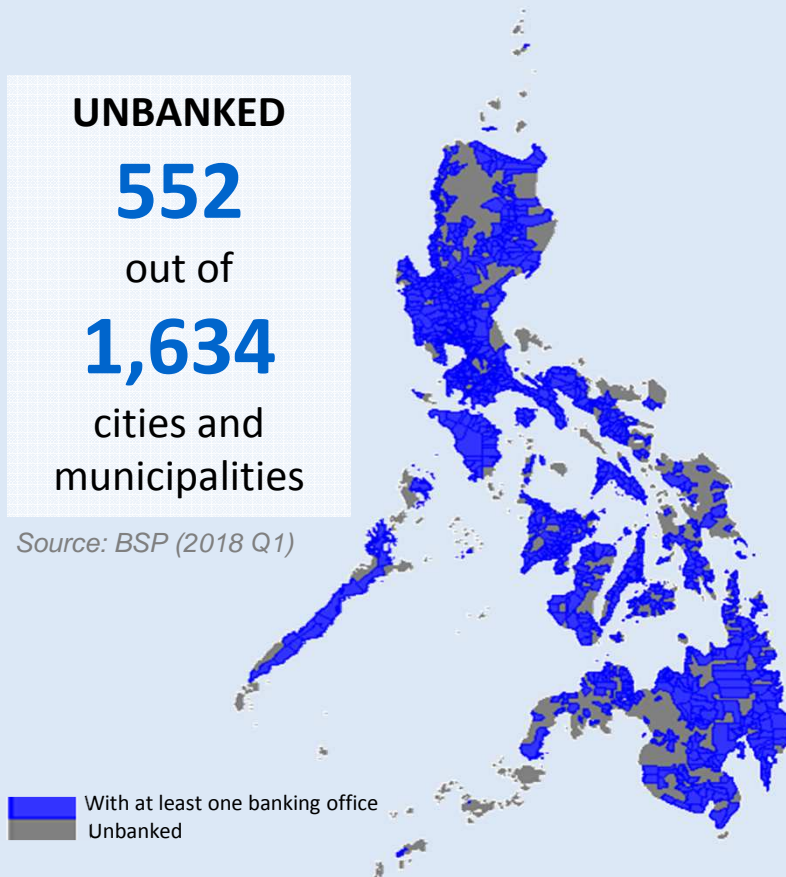 UNBANKED
552
out of
1,634
cities and
municipalities
Source: BSP (2018 Q1)
With at least one banking office
Unbanked